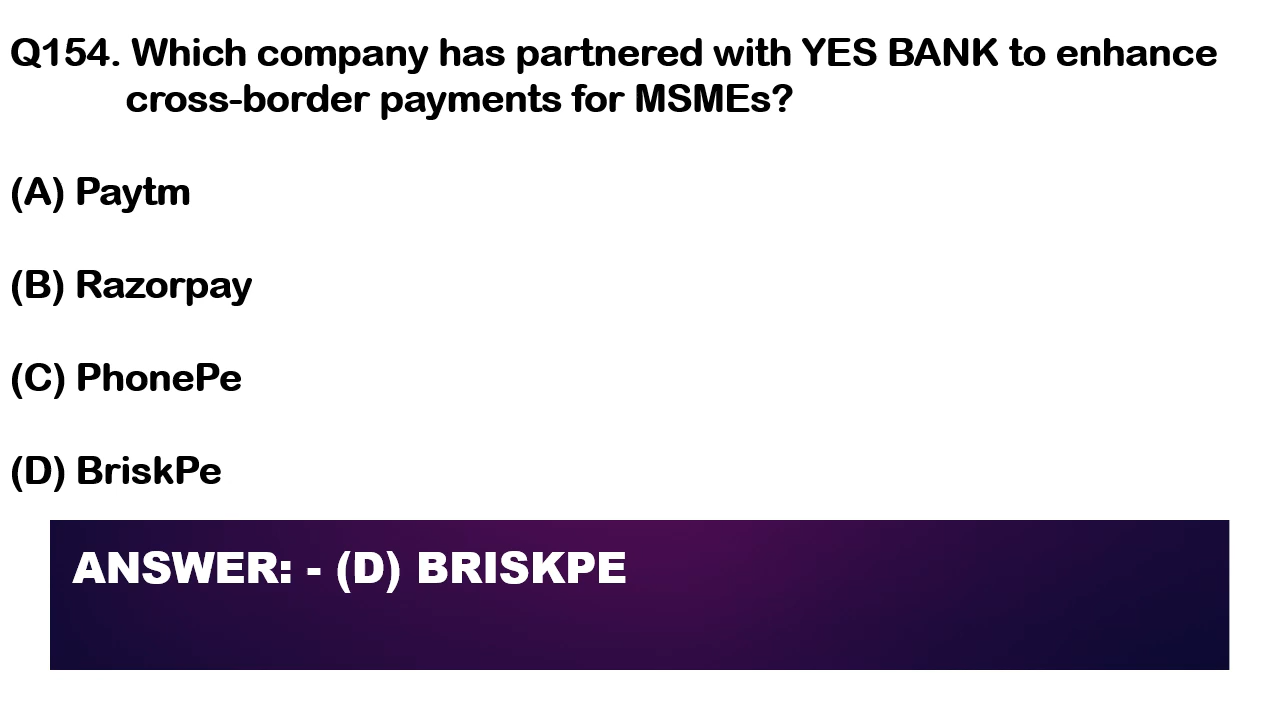 Q154. Which company has partnered with YES BANK to enhance
cross-border payments for MSMEs?
(A) Paytm
(B) Razorpay
(C) PhonePe
(D) BriskPe
ANSWER: - (D) BRISKPE